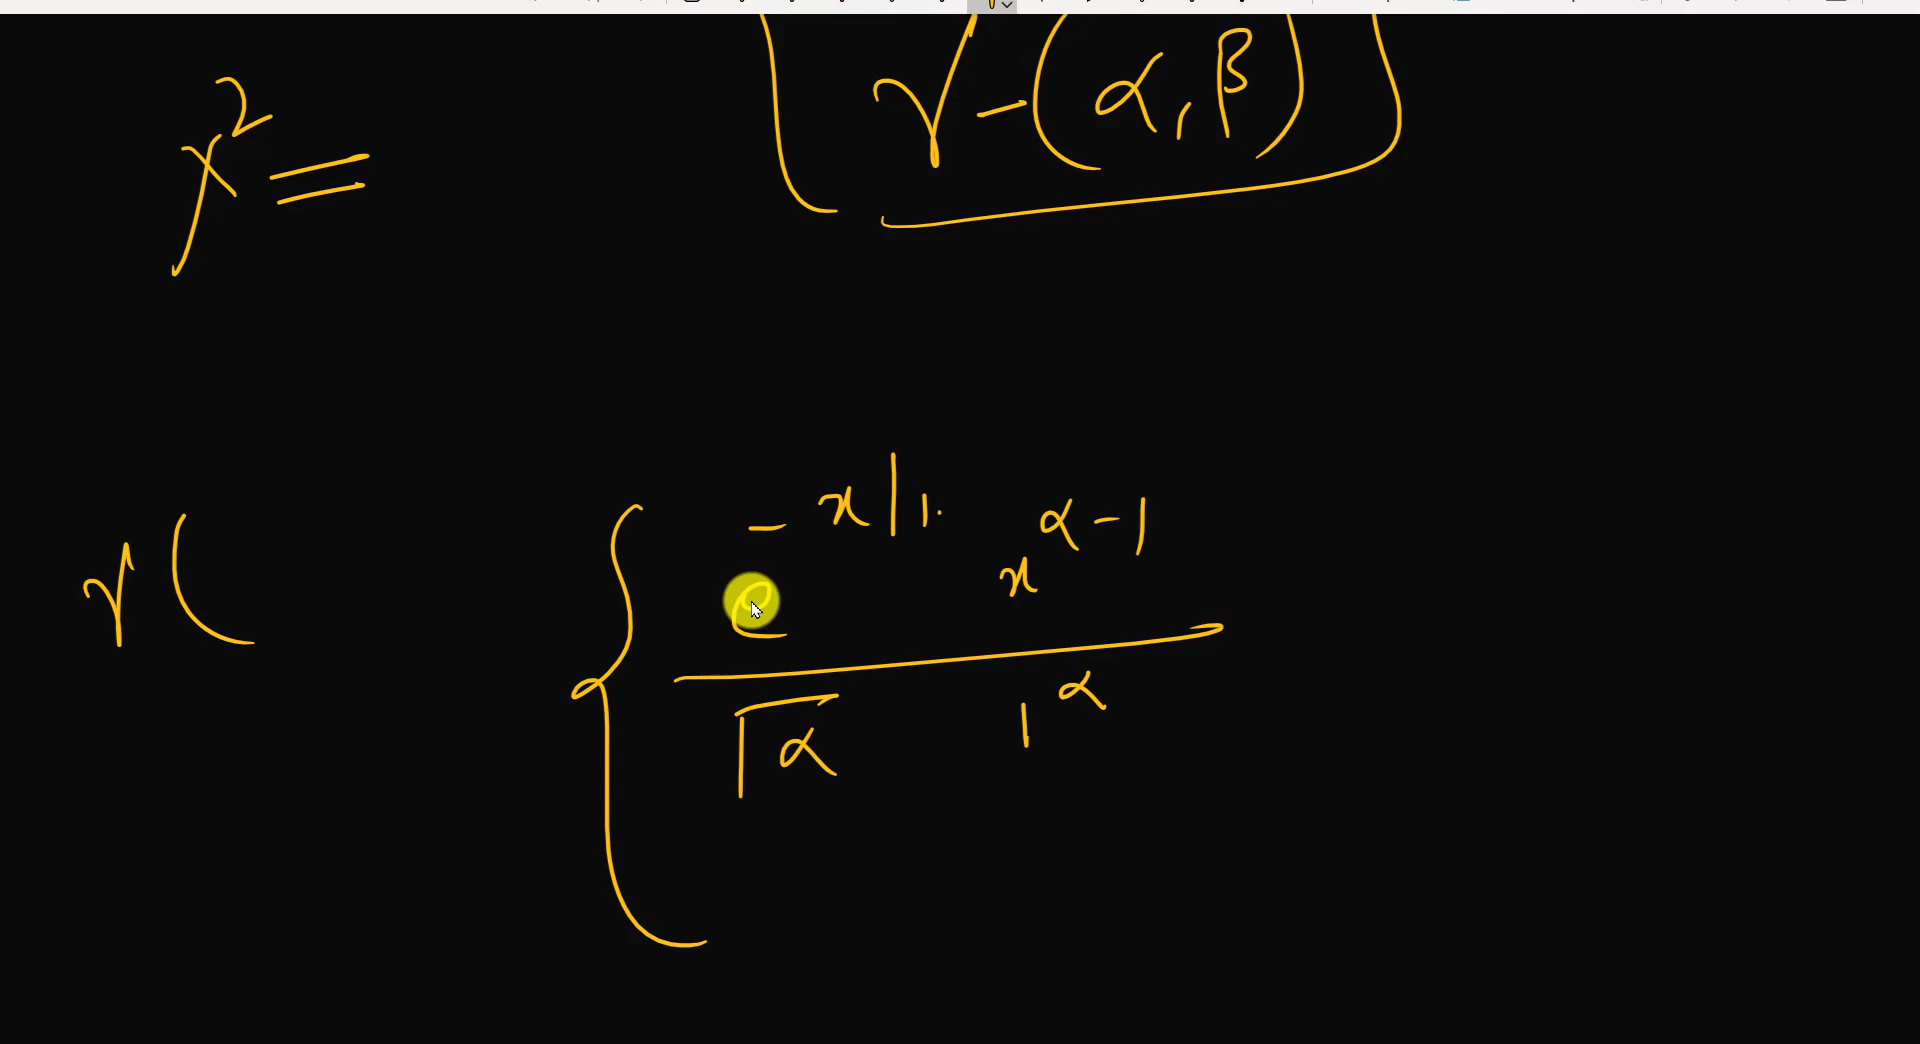 γ - (α, β)
χ² =
γ ( { e^{-x|1.} x^{α-1}
Γα 1^α